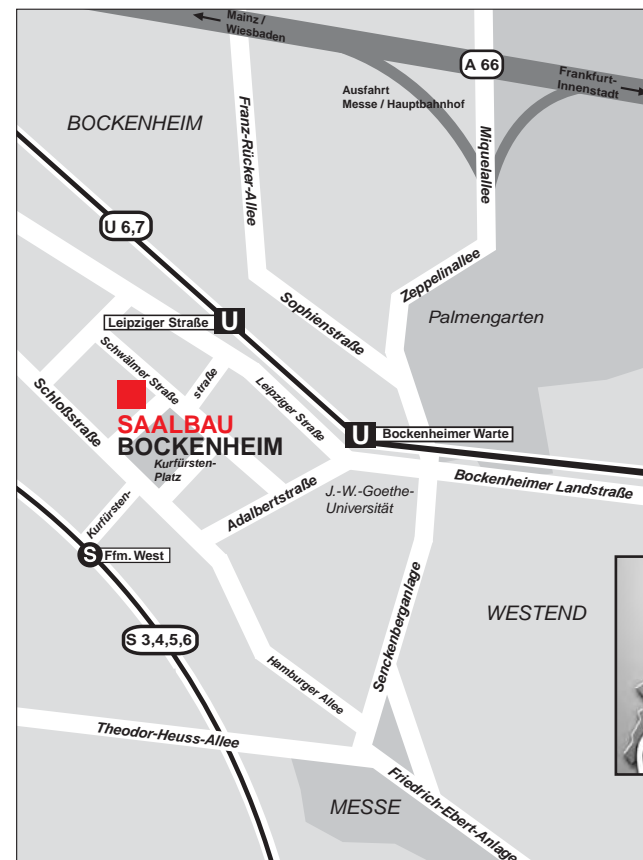 Mainz /
Wiesbaden
A 66
Frankfurt-
Innenstadt
Ausfahrt
Messe / Hauptbahnhof
BOCKENHEIM
Franz-Rücker-Allee
Miquelallee
U 6,7
Zeppelinallee
Sophienstraße
Palmengarten
Leipziger Straße
U
Schwälmer Straße
straße
Leipziger Straße
Schloßstraße
SAALBAU
BOCKENHEIM
Kurfürsten-
Platz
U
Bockenheimer Warte
Bockenheimer Landstraße
J.-W.-Goethe-
Universität
Adalbertstraße
Kurfürsten-
S
Ffm. West
Senckenberganlage
WESTEND
S 3,4,5,6
Hamburger Allee
Theodor-Heuss-Allee
Friedrich-Ebert-Anlage
MESSE